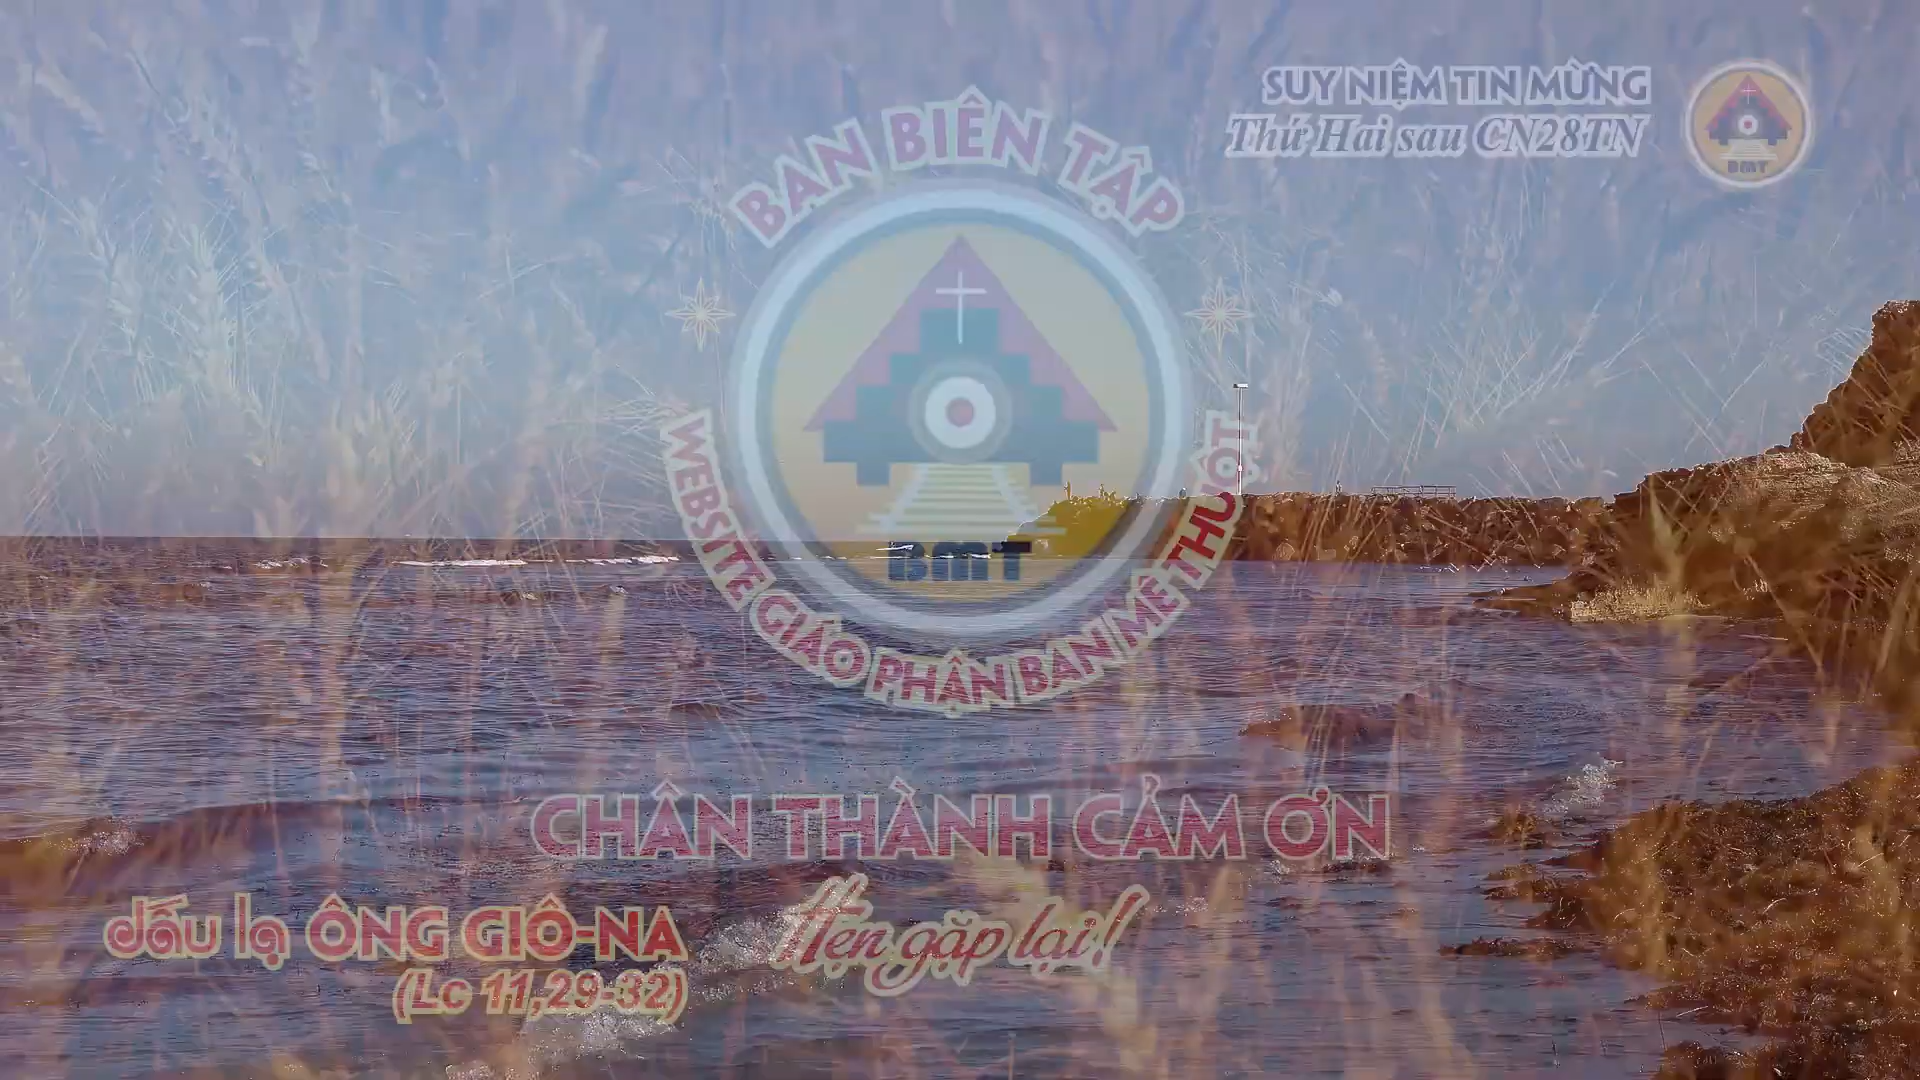 SUY NIỆM TIN MỪNG
Thứ Hai sau CN28TN
BMT
BAN BIÊN TẬP
BMT
WEBSITE GIÁO PHẬN BAN MÊ THUỘT
CHÂN THÀNH CẢM ƠN
Hẹn gặp lại!
dấu lạ ÔNG GIÔ-NA
(Lc 11,29-32)